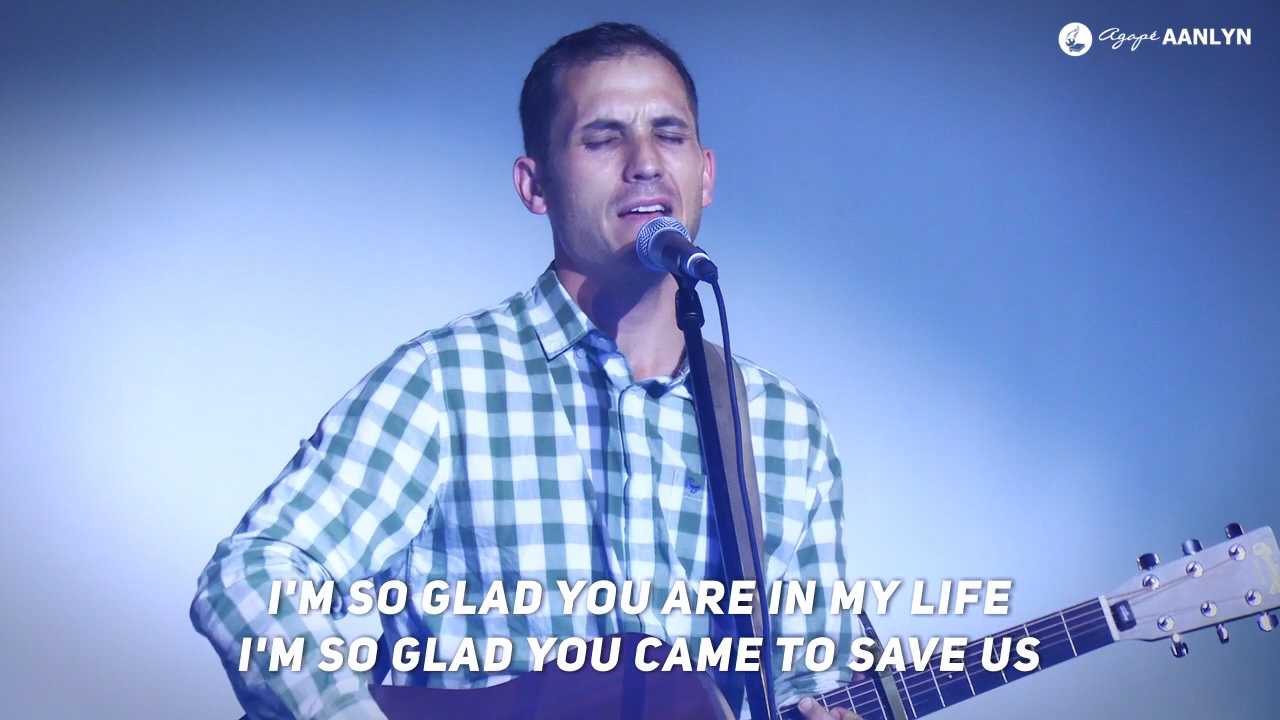 Agapé AANLYN
I'M SO GLAD YOU ARE IN MY LIFE
I'M SO GLAD YOU CAME TO SAVE US